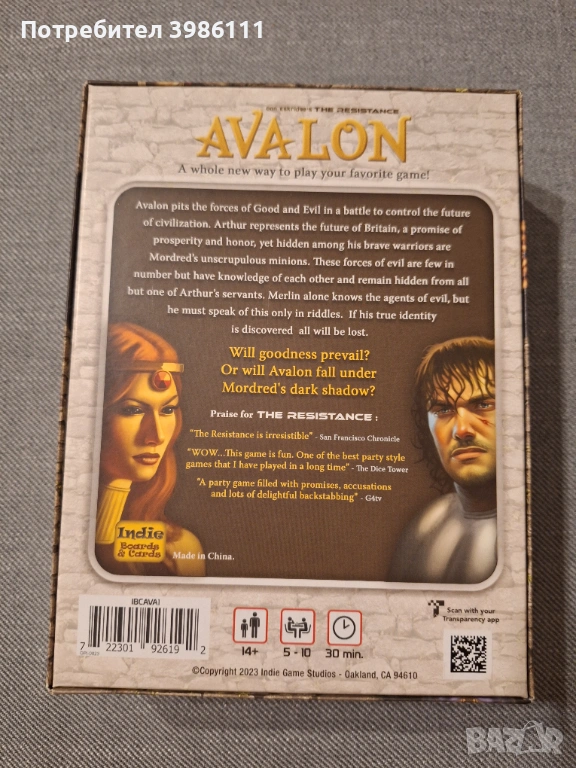 Потребител 3986111
THE RESISTANCE
AVALON
A whole new way to play your favorite game!
Avalon pits the forces of Good and Evil in a battle to control the future
of civilization. Arthur represents the future of Britain, a promise of
prosperity and honor, yet hidden among his brave warriors are
Mordred's unscrupulous minions. These forces of evil are few in
number but have knowledge of each other and remain hidden from all
but one of Arthur's servants. Merlin alone knows the agents of evil, but
he must speak of this only in riddles. If his true identity
is discovered all will be lost.
Will goodness prevail?
Or will Avalon fall under
Mordred's dark shadow?
Praise for THE RESISTANCE :
"The Resistance is irresistible" - San Francisco Chronicle
"WOW...This game is fun. One of the best party style
games that I have played in a long time" - The Dice Tower
"A party game filled with promises, accusations
and lots of delightful backstabbing" - G4tv
Indie
Boards
& Cards
Made in China.
IBCAVA1
7 22301 92619 2
14+
5 - 10
30 min.
Scan with your
Transparency app
©Copyright 2023 Indie Game Studios - Oakland, CA 94610
BAZAR